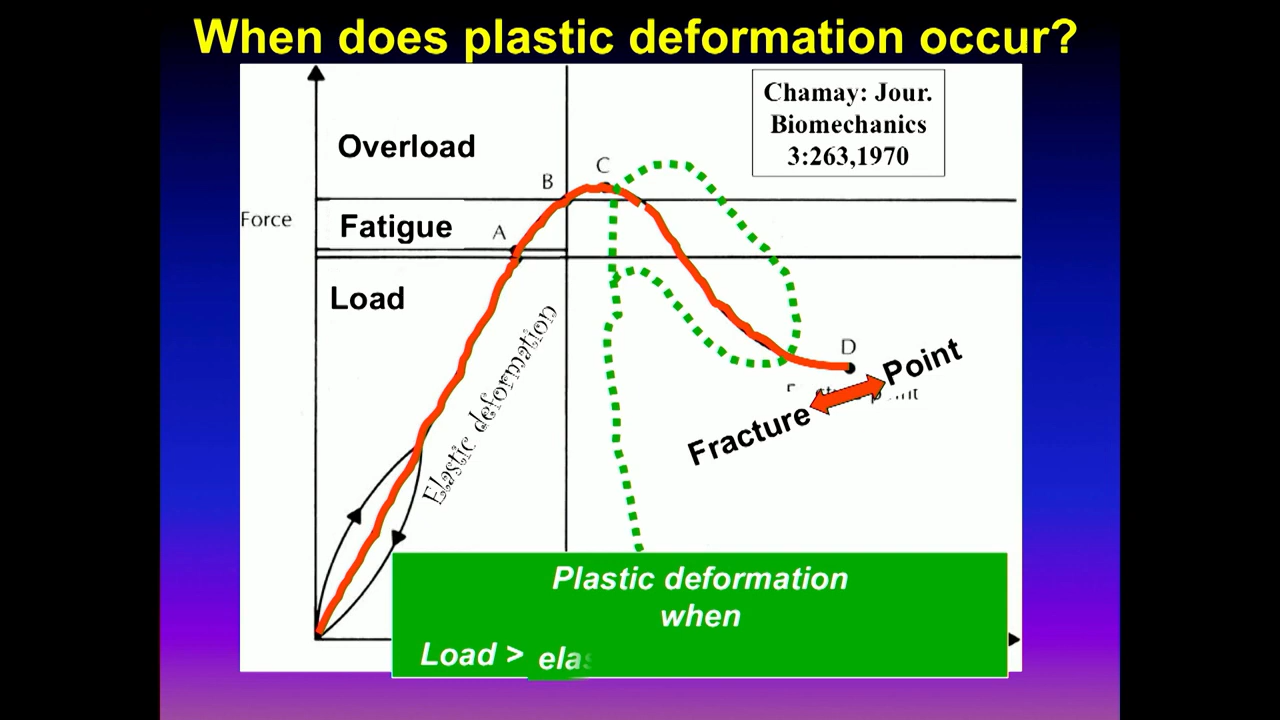 When does plastic deformation occur?
Chamay: Jour.
Biomechanics
3:263,1970
Overload
C
B
Force
Fatigue
A
Load
Elastic deformation
D
Point
Fracture
Plastic deformation
when
Load > elas